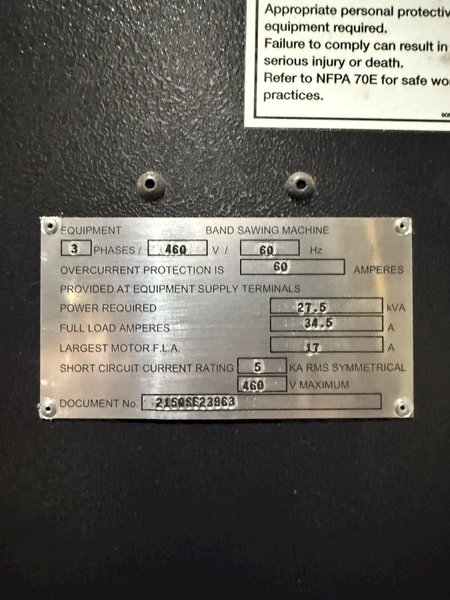 Appropriate personal protectiv
equipment required.
Failure to comply can result in
serious injury or death.
Refer to NFPA 70E for safe wo
practices.
EQUIPMENT BAND SAWING MACHINE
3 PHASES / 460 V / 60 Hz
OVERCURRENT PROTECTION IS 60 AMPERES
PROVIDED AT EQUIPMENT SUPPLY TERMINALS
POWER REQUIRED 27.5 kVA
FULL LOAD AMPERES 34.5 A
LARGEST MOTOR F.L.A. 17 A
SHORT CIRCUIT CURRENT RATING 5 KA RMS SYMMETRICAL
460 V MAXIMUM
DOCUMENT No.